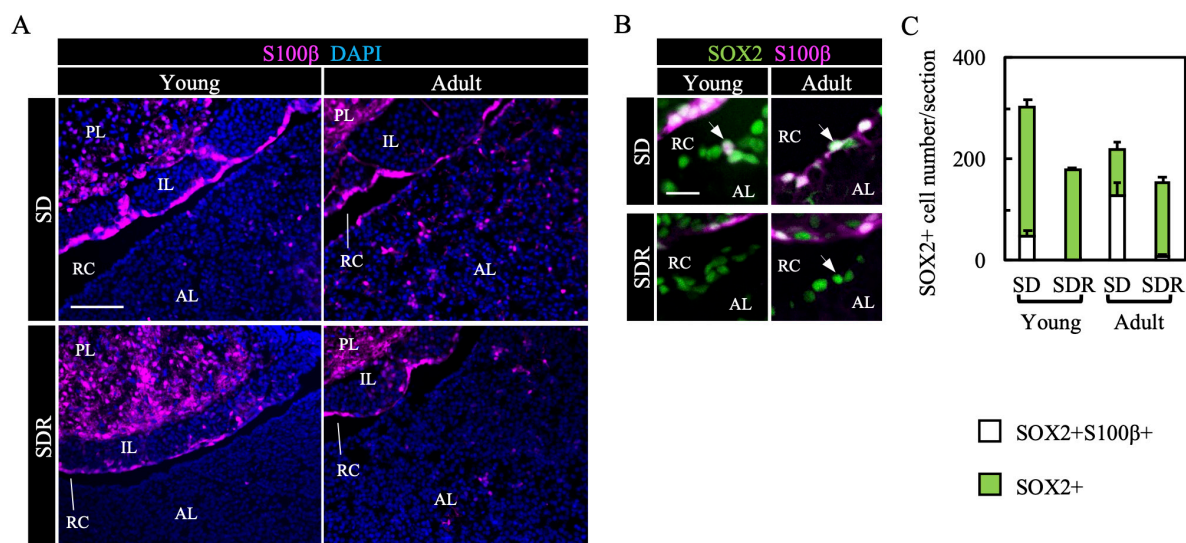 A
S100β DAPI
Young Adult
SD
PL
IL
RC
AL
PL
IL
RC
AL
SDR
PL
IL
RC
AL
PL
IL
RC
AL
B
SOX2 S100β
Young Adult
SD
RC
AL
RC
AL
SDR
RC
AL
RC
AL
C
SOX2+ cell number/section
400
200
0
SD SDR SD SDR
Young Adult
SOX2+S100β+
SOX2+